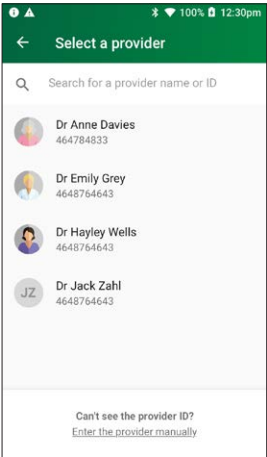 100% 12:30pm
Select a provider
Search for a provider name or ID
Dr Anne Davies
464784833
Dr Emily Grey
4648764643
Dr Hayley Wells
4648764643
JZ
Dr Jack Zahl
4648764643
Can't see the provider ID?
Enter the provider manually